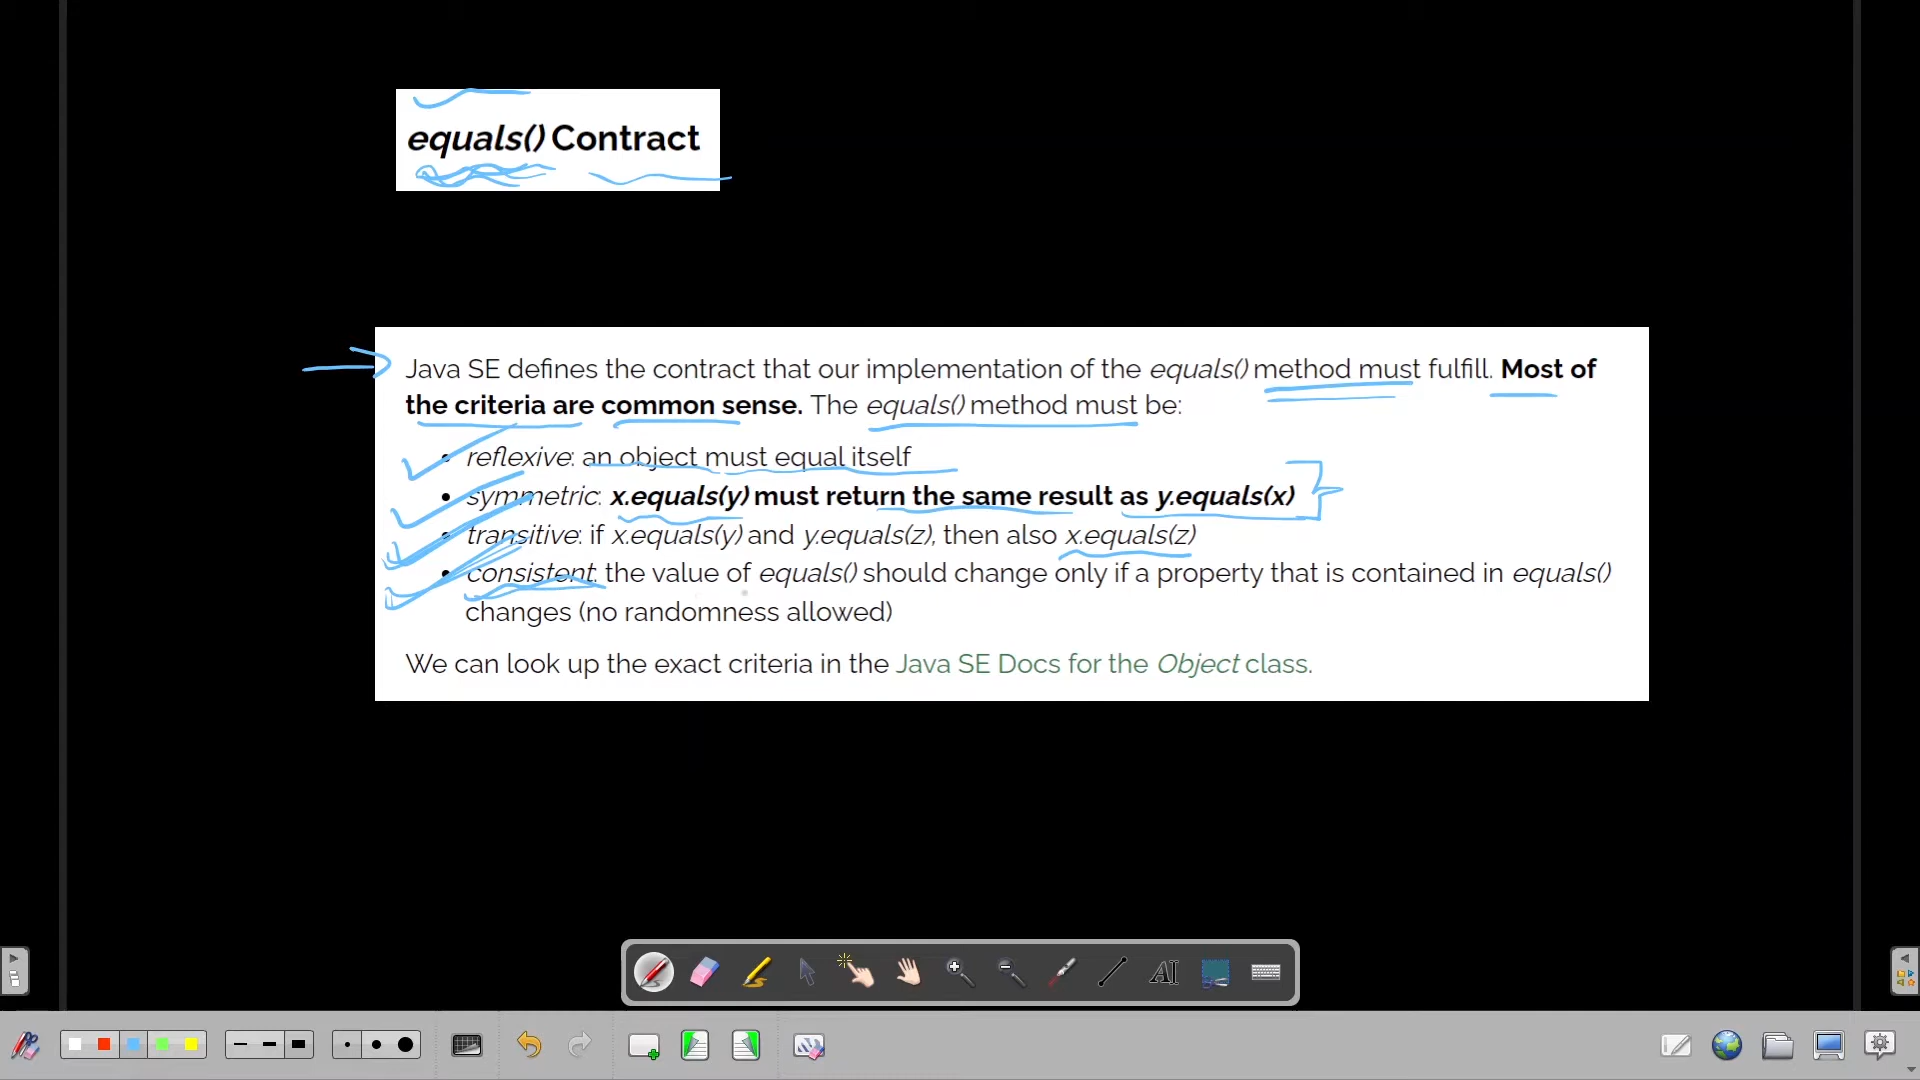 equals() Contract
Java SE defines the contract that our implementation of the equals() method must fulfill. Most of
the criteria are common sense. The equals() method must be:
• reflexive: an object must equal itself
• symmetric: x.equals(y) must return the same result as y.equals(x)
• transitive: if x.equals(y) and y.equals(z), then also x.equals(z)
• consistent: the value of equals() should change only if a property that is contained in equals()
changes (no randomness allowed)
We can look up the exact criteria in the Java SE Docs for the Object class.
AI